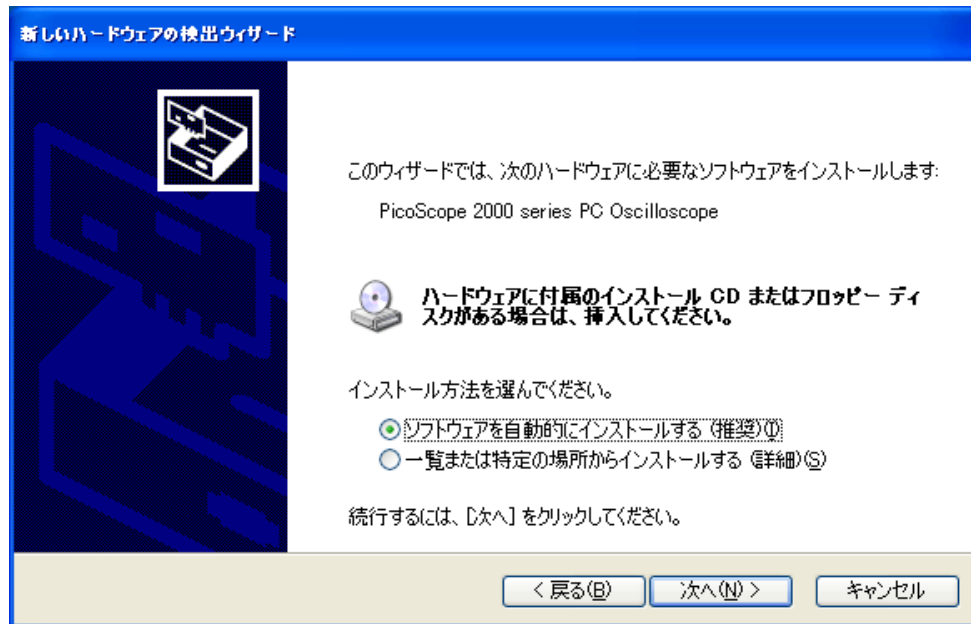 新しいハードウェアの検出ウィザード
このウィザードでは、次のハードウェアに必要なソフトウェアをインストールします:
PicoScope 2000 series PC Oscilloscope
ハードウェアに付属のインストール CD またはフロッピー ディ
スクがある場合は、挿入してください。
インストール方法を選んでください。
ソフトウェアを自動的にインストールする (推奨)(I)
一覧または特定の場所からインストールする (詳細)(S)
続行するには、[次へ] をクリックしてください。
< 戻る(B) 次へ(N) > キャンセル